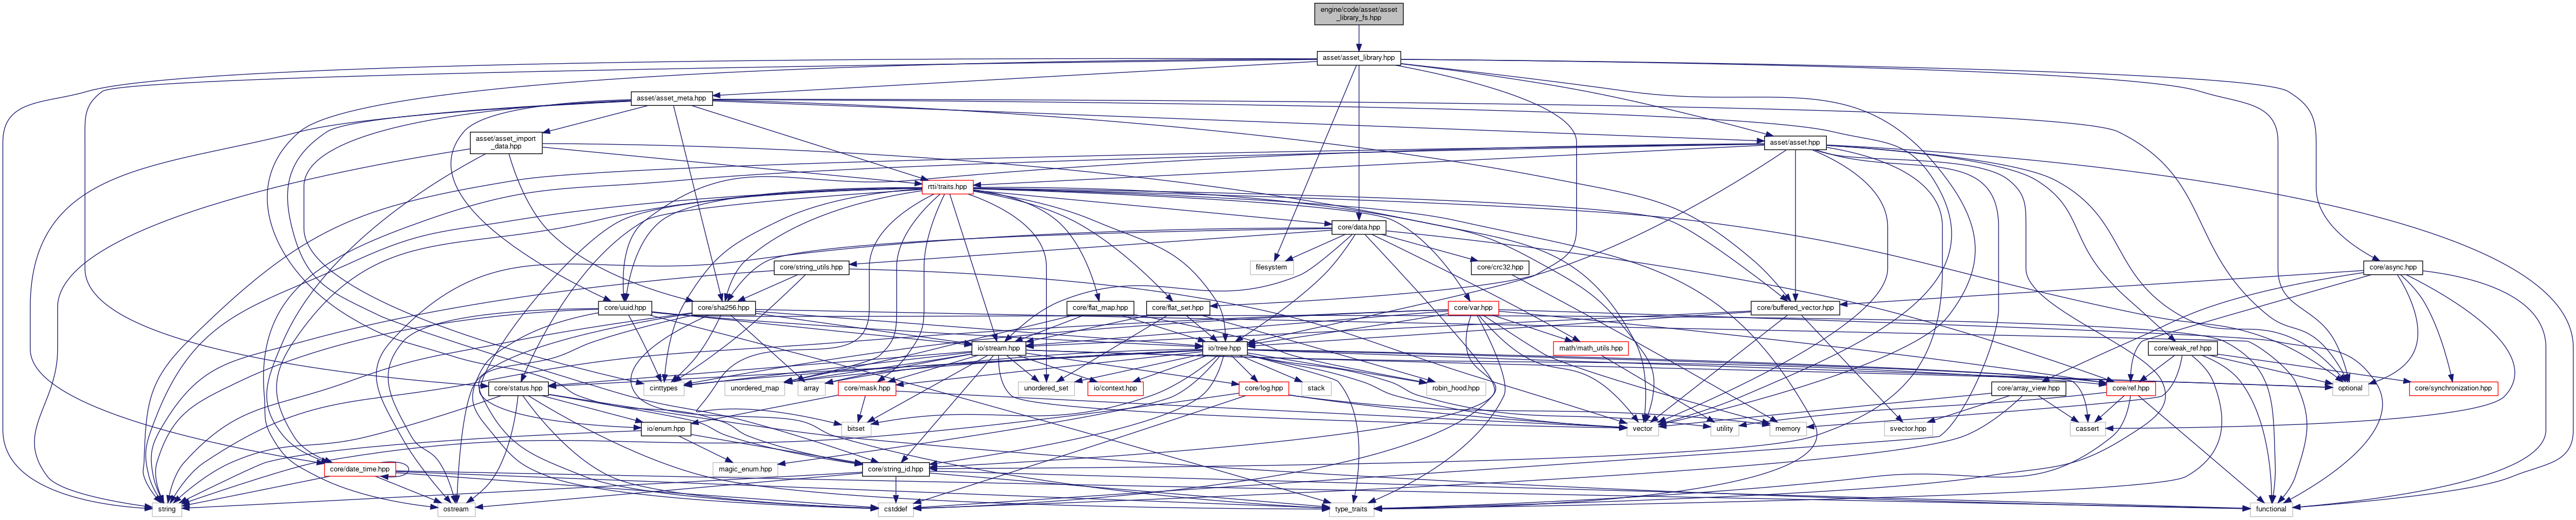 engine/code/asset/asset
_library_fs.hpp
asset/asset_library.hpp
asset/asset_meta.hpp
asset/asset_import
_data.hpp
asset/asset.hpp
rtti/traits.hpp
core/data.hpp
filesystem
core/string_utils.hpp
core/crc32.hpp
core/async.hpp
core/uuid.hpp
core/sha256.hpp
core/flat_map.hpp
core/flat_set.hpp
core/var.hpp
core/buffered_vector.hpp
io/stream.hpp
io/tree.hpp
math/math_utils.hpp
core/weak_ref.hpp
core/status.hpp
cinttypes
unordered_map
array
core/mask.hpp
unordered_set
io/context.hpp
core/log.hpp
stack
robin_hood.hpp
core/array_view.hpp
core/ref.hpp
optional
core/synchronization.hpp
io/enum.hpp
bitset
vector
utility
memory
svector.hpp
cassert
core/date_time.hpp
magic_enum.hpp
core/string_id.hpp
string
ostream
cstddef
type_traits
functional